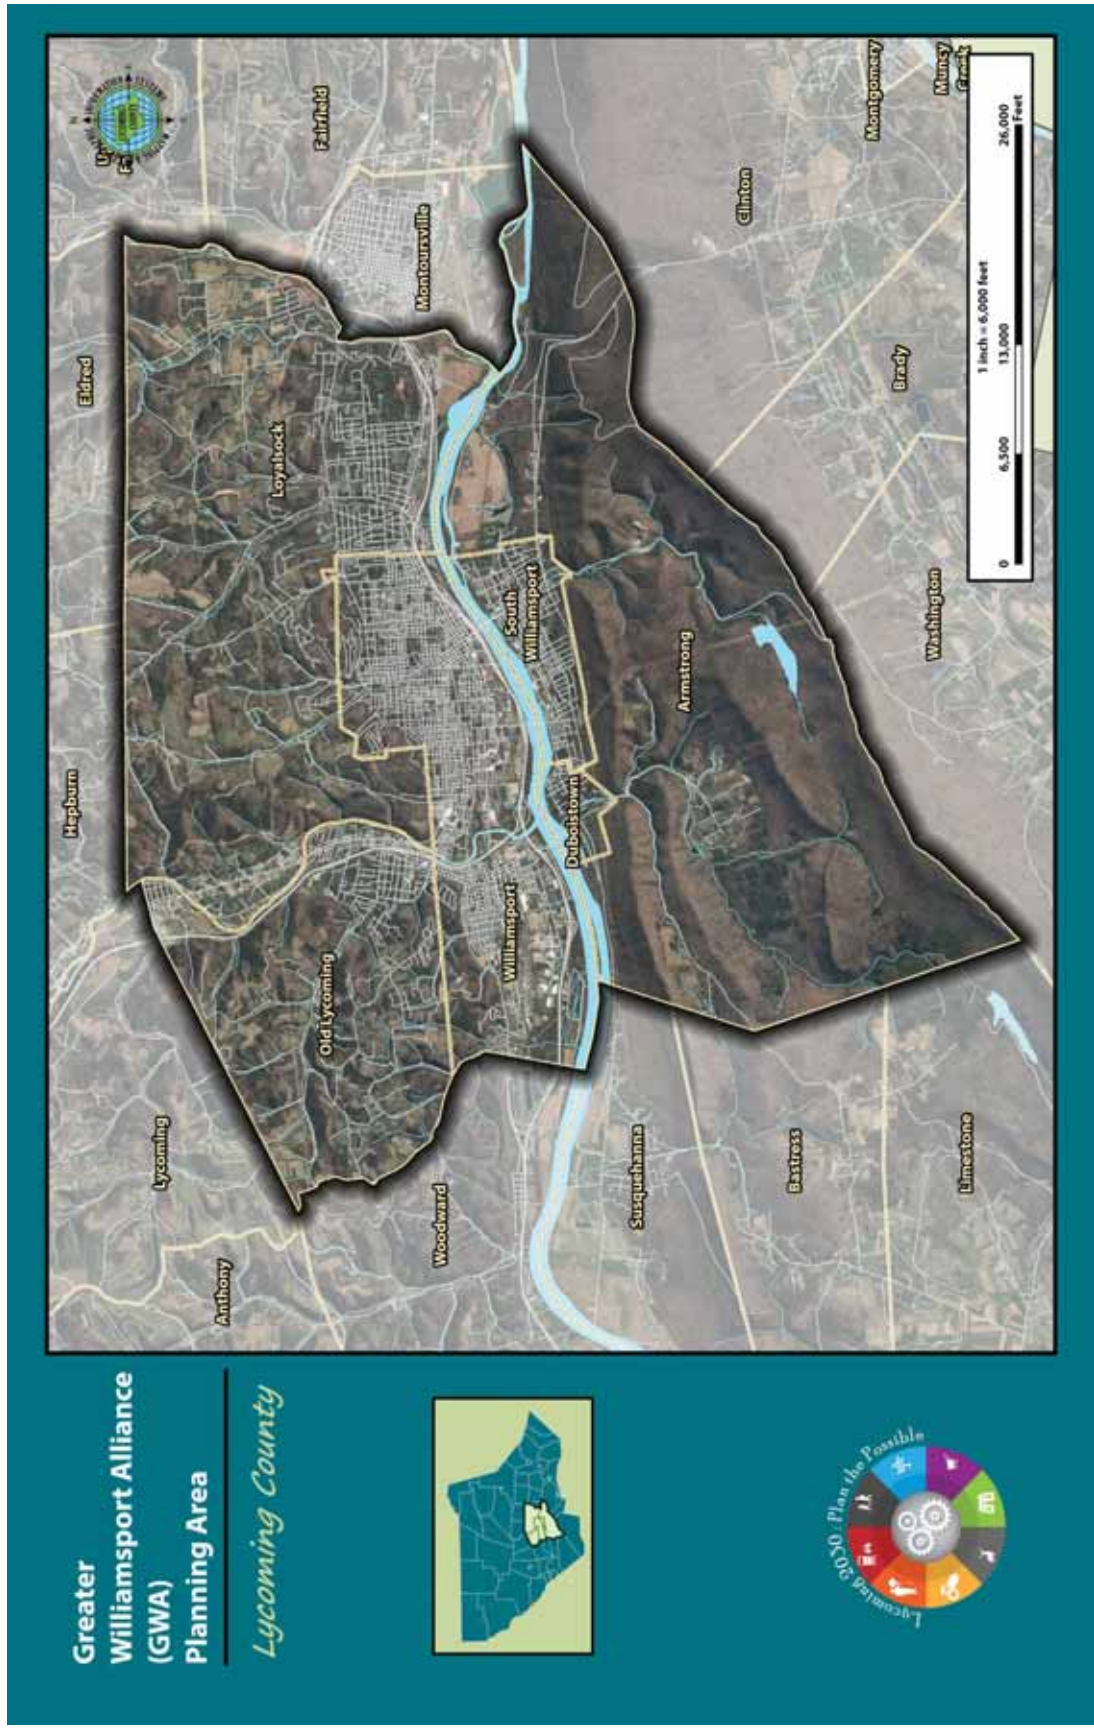 Greater
Williamsport Alliance
(GWA)
Planning Area
Lycoming County
Lycoming 2030 : Plan the Possible
Anthony
Lycoming
Hepburn
Eldred
Fairfield
Woodward
Old Lycoming
Loyalsock
Montoursville
Williamsport
South
Williamsport
Duboistown
Susquehanna
Armstrong
Clinton
Bastress
Limestone
Washington
Brady
Montgomery
Muncy
Creek
1 inch = 6,000 feet
0 6,500 13,000 26,000
Feet